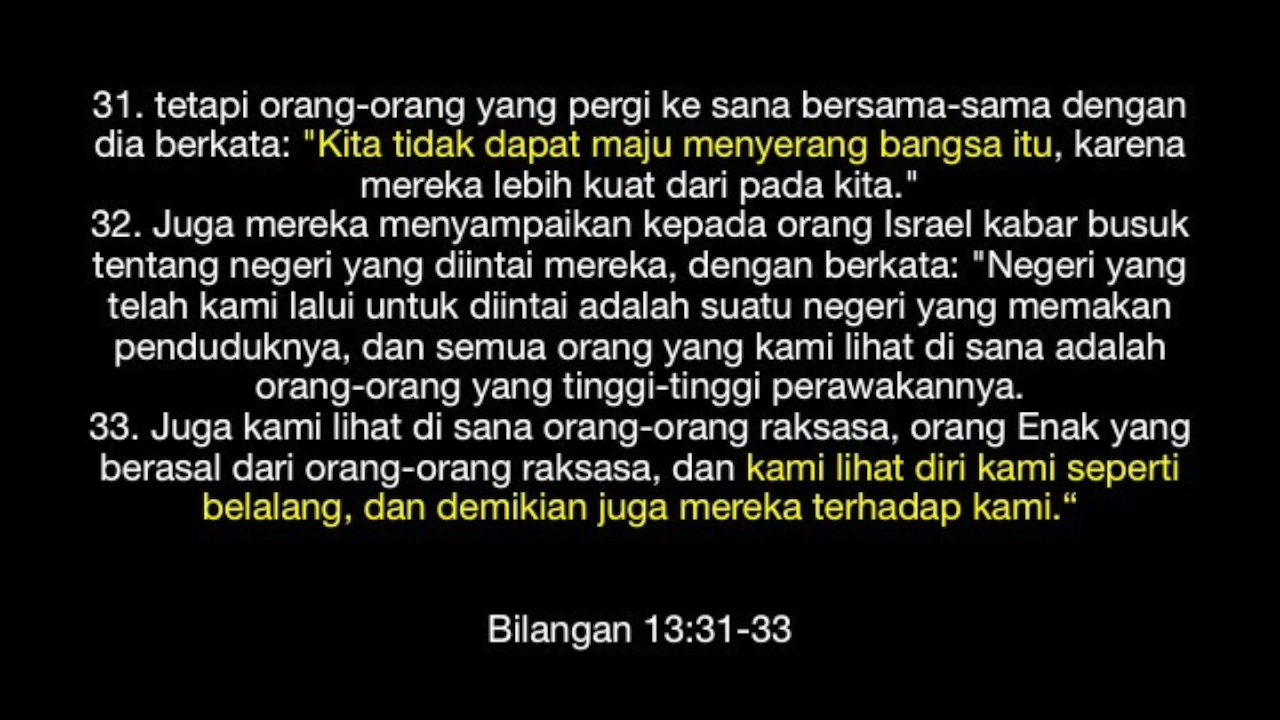 31. tetapi orang-orang yang pergi ke sana bersama-sama dengan
dia berkata: "Kita tidak dapat maju menyerang bangsa itu, karena
mereka lebih kuat dari pada kita."
32. Juga mereka menyampaikan kepada orang Israel kabar busuk
tentang negeri yang diintai mereka, dengan berkata: "Negeri yang
telah kami lalui untuk diintai adalah suatu negeri yang memakan
penduduknya, dan semua orang yang kami lihat di sana adalah
orang-orang yang tinggi-tinggi perawakannya.
33. Juga kami lihat di sana orang-orang raksasa, orang Enak yang
berasal dari orang-orang raksasa, dan kami lihat diri kami seperti
belalang, dan demikian juga mereka terhadap kami.“
Bilangan 13:31-33